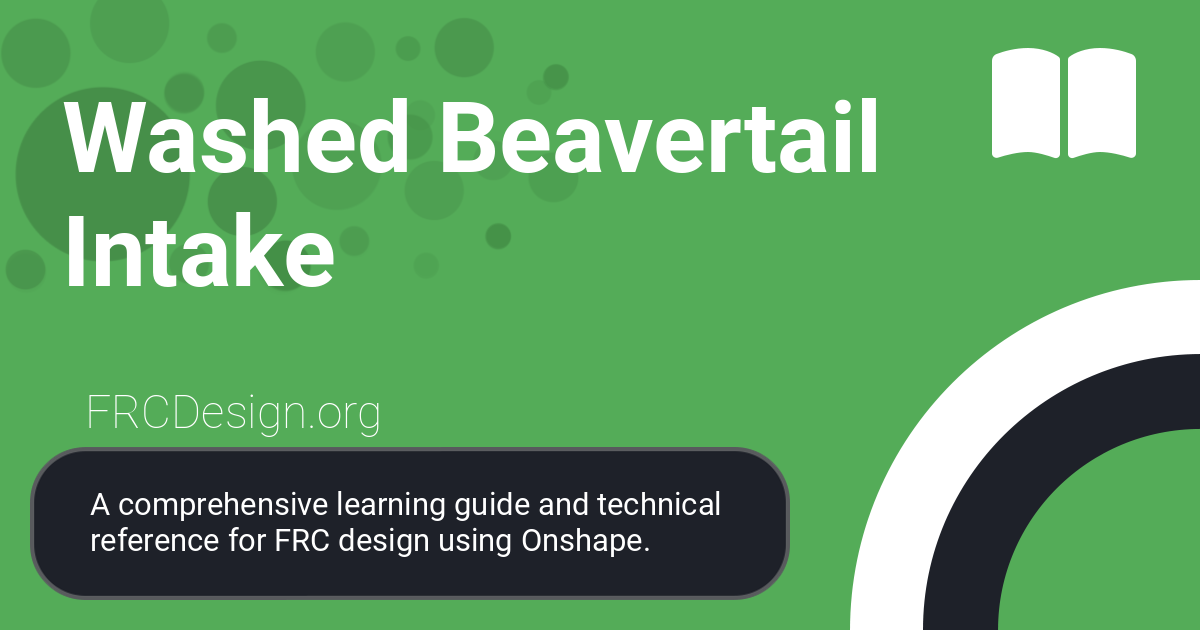 Washed Beavertail
Intake
FRCDesign.org
A comprehensive learning guide and technical
reference for FRC design using Onshape.